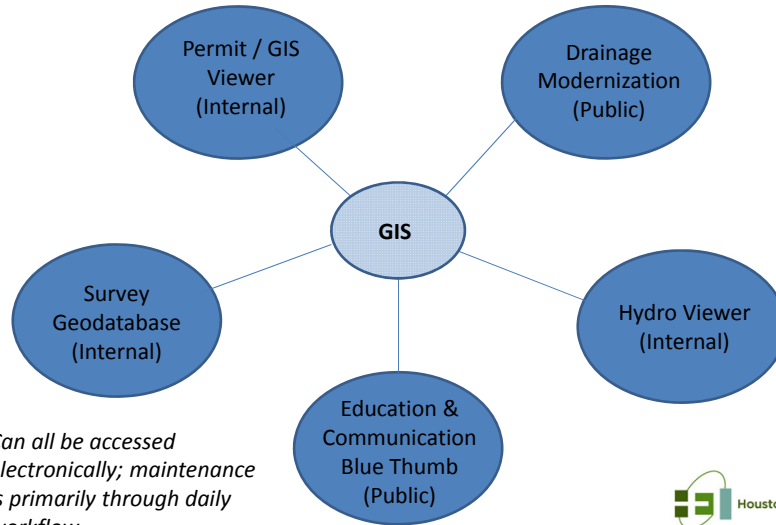 Permit / GIS
Viewer
(Internal)
Drainage
Modernization
(Public)
GIS
Survey
Geodatabase
(Internal)
Hydro Viewer
(Internal)
Education &
Communication
Blue Thumb
(Public)
an all be accessed
lectronically; maintenance
s primarily through daily
Houst